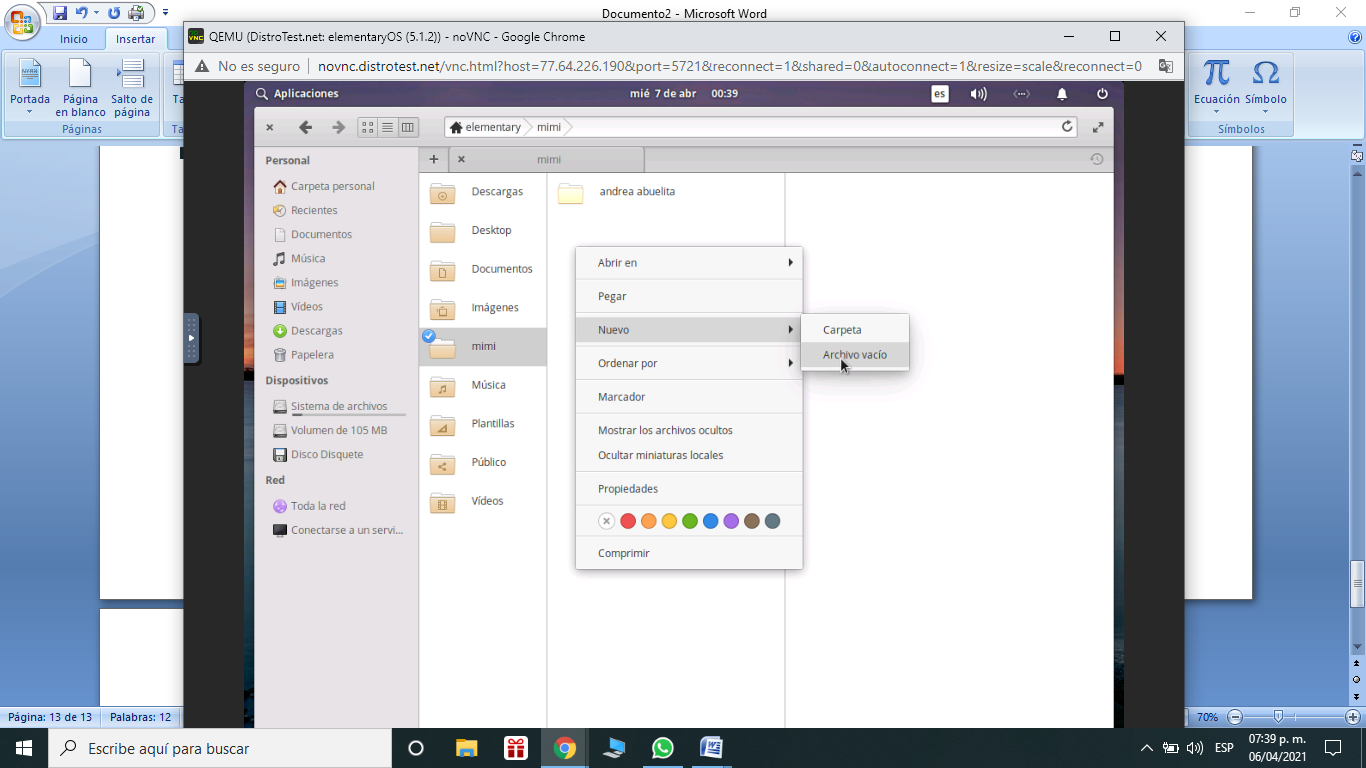 Documento2 - Microsoft Word
Inicio
Insertar
Portada
Página en blanco
Salto de página
Páginas
Ta
Ta
QEMU (DistroTest.net: elementaryOS (5.1.2)) - noVNC - Google Chrome
No es seguro
novnc.distrotest.net/vnc.html?host=77.64.226.190&port=5721&reconnect=1&shared=0&autoconnect=1&resize=scale&reconnect=0
Ecuación
Símbolo
Símbolos
Aplicaciones
mié 7 de abr 00:39
es
elementary
mimi
mimi
Personal
Carpeta personal
Recientes
Documentos
Música
Imágenes
Vídeos
Descargas
Papelera
Dispositivos
Sistema de archivos
Volumen de 105 MB
Disco Disquete
Red
Toda la red
Conectarse a un servi...
Descargas
Desktop
Documentos
Imágenes
mimi
Música
Plantillas
Público
Vídeos
andrea abuelita
Abrir en
Pegar
Nuevo
Ordenar por
Marcador
Mostrar los archivos ocultos
Ocultar miniaturas locales
Propiedades
Comprimir
Carpeta
Archivo vacío
Página: 13 de 13
Palabras: 12
70%
Escribe aquí para buscar
ESP
07:39 p. m.
06/04/2021